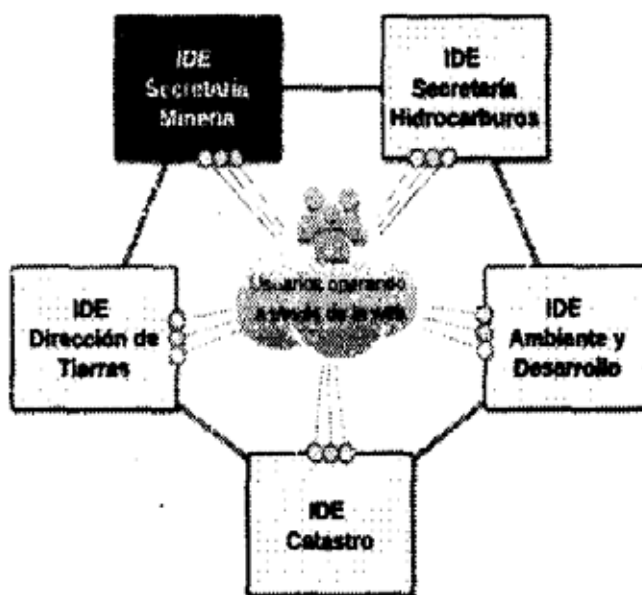 IDE
Secretaría
Minería
IDE
Secretaría
Hidrocarburos
Usuarios operando
a través de la web
IDE
Dirección de
Tierras
IDE
Ambiente y
Desarrollo
IDE
Catastro